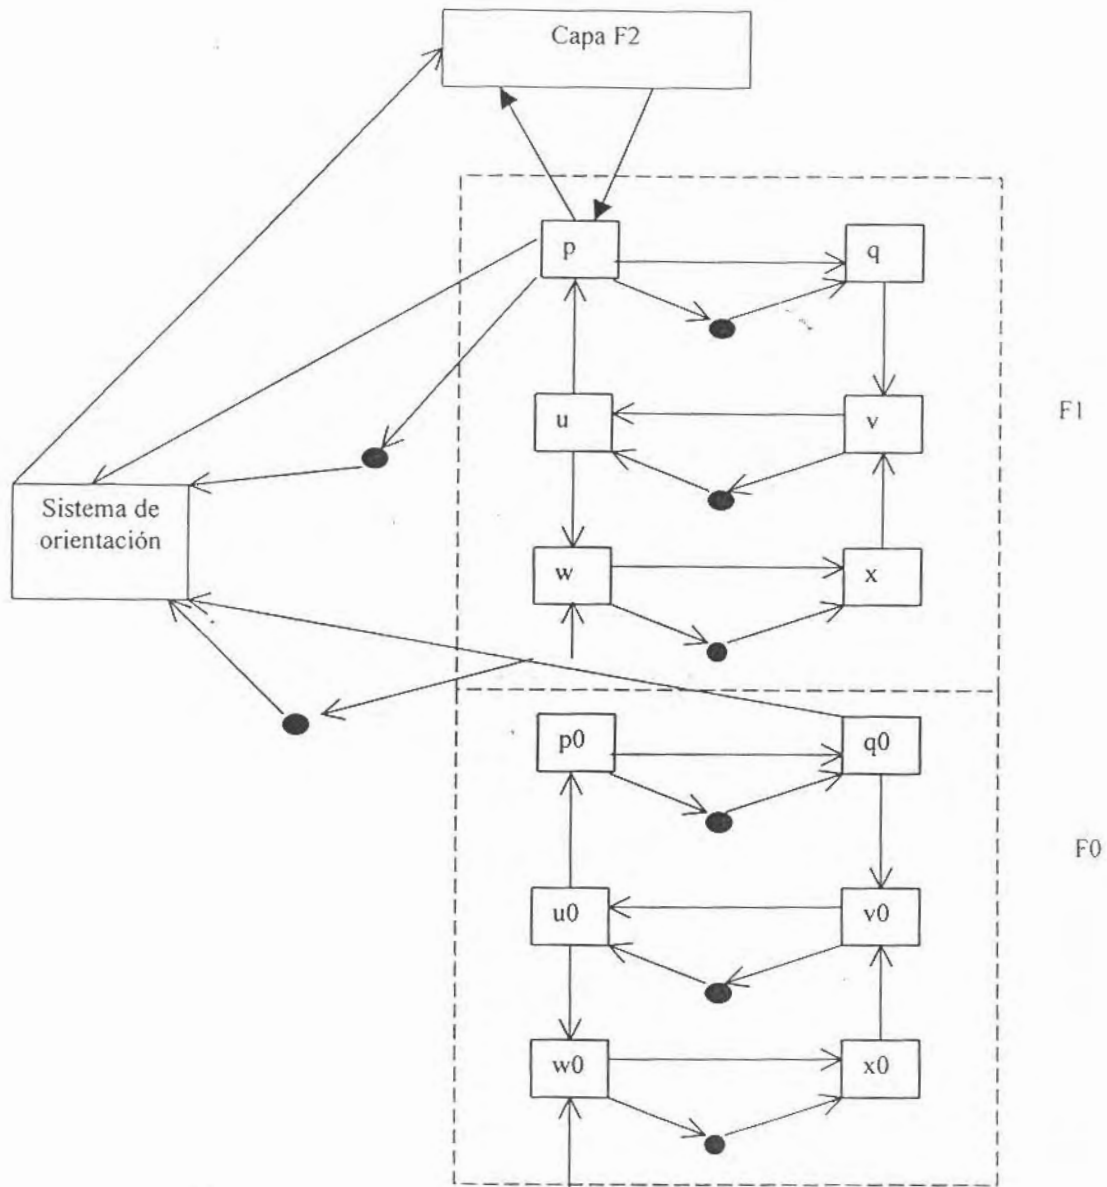 Capa F2
p
q
u
v
F1
Sistema de
orientación
w
x
p0
q0
F0
u0
v0
w0
x0